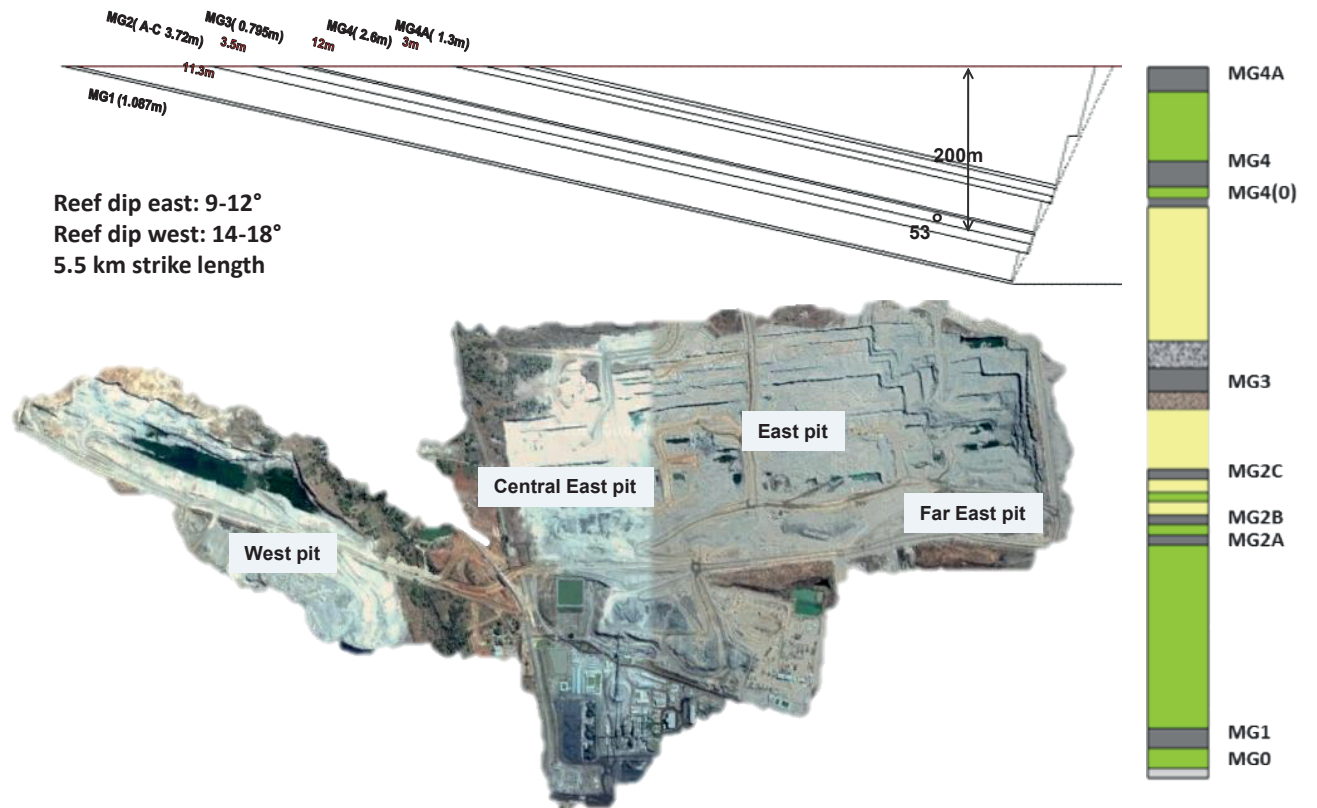 MG2( A-C 3.72m)
MG3( 0.795m)
3.5m
12m
MG4( 2.6m)
MG4A( 1.3m)
3m
11.3m
MG1 (1.087m)
200m
53
Reef dip east: 9-12°
Reef dip west: 14-18°
5.5 km strike length
MG4A
MG4
MG4(0)
MG3
MG2C
MG2B
MG2A
MG1
MG0
East pit
Central East pit
Far East pit
West pit